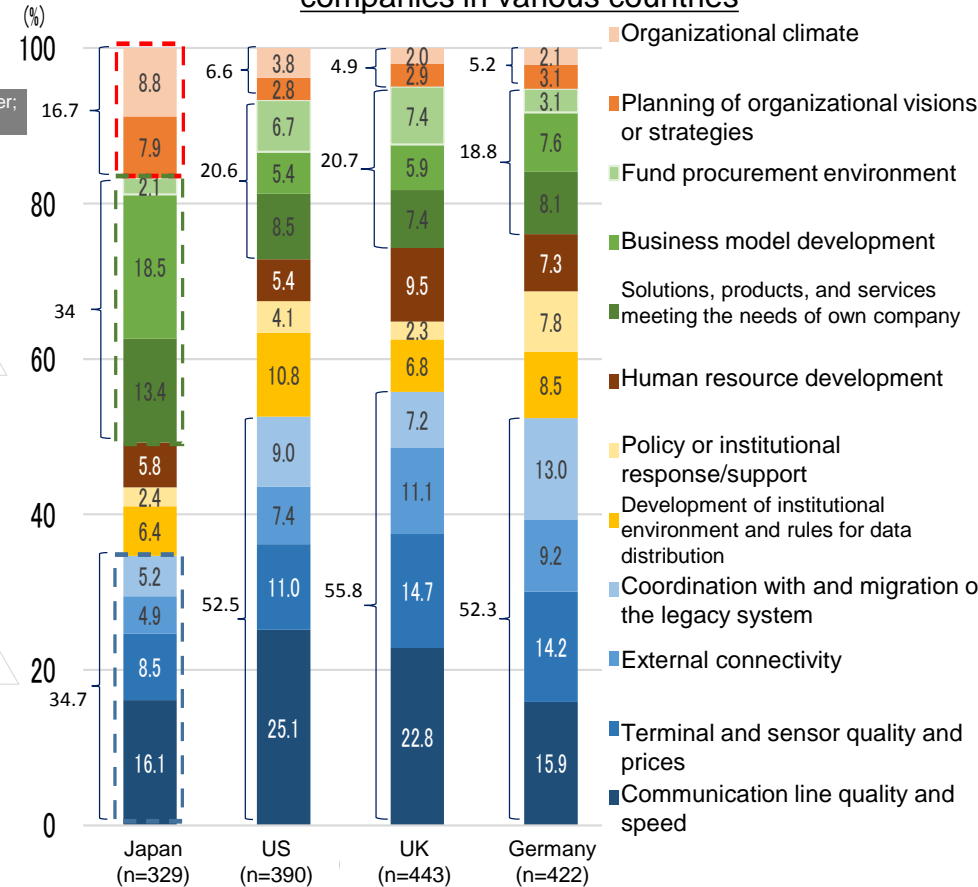 companies in various countries
(%)
100
80
60
40
20
0
er;
16.7
34
34.7
8.8
7.9
2.1
18.5
13.4
5.8
2.4
6.4
5.2
4.9
8.5
16.1
Japan
(n=329)
6.6
20.6
52.5
3.8
2.8
6.7
5.4
8.5
5.4
4.1
10.8
9.0
7.4
11.0
25.1
US
(n=390)
4.9
20.7
55.8
2.0
2.9
7.4
5.9
7.4
9.5
2.3
6.8
7.2
11.1
14.7
22.8
UK
(n=443)
5.2
18.8
52.3
2.1
3.1
3.1
7.6
8.1
7.3
7.8
8.5
13.0
9.2
14.2
15.9
Germany
(n=422)
Organizational climate
Planning of organizational visions
or strategies
Fund procurement environment
Business model development
Solutions, products, and services
meeting the needs of own company
Human resource development
Policy or institutional
response/support
Development of institutional
environment and rules for data
distribution
Coordination with and migration o
the legacy system
External connectivity
Terminal and sensor quality and
prices
Communication line quality and
speed